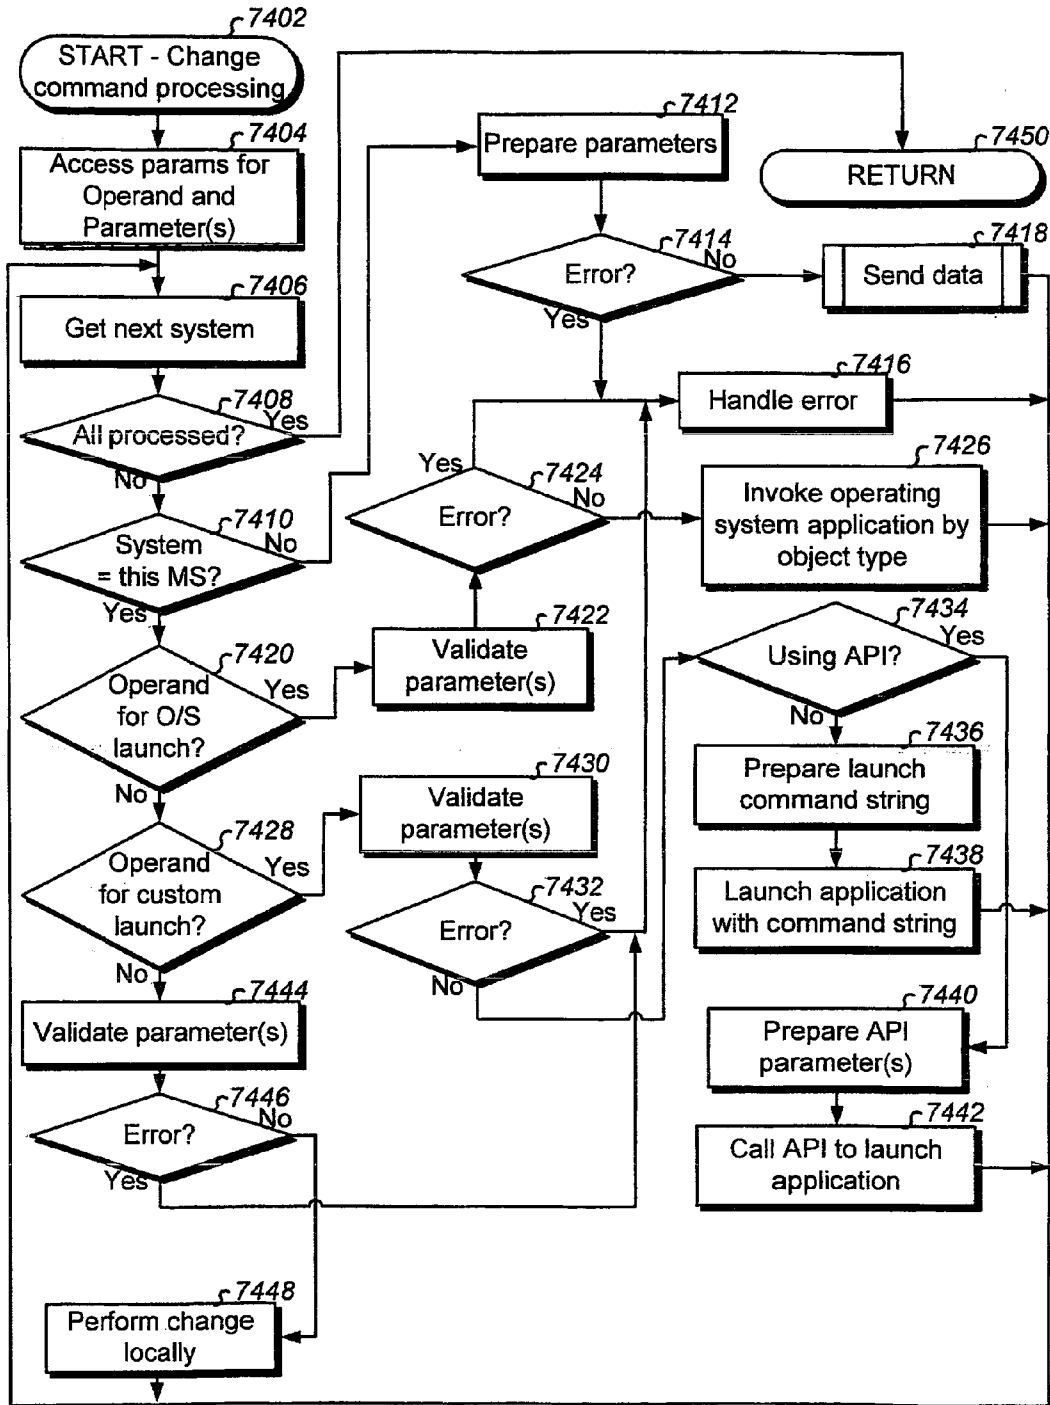 7402
START - Change
command processing
7404
Access params for
Operand and
Parameter(s)
7406
Get next system
7408
All processed?
Yes
No
7410
System
= this MS?
No
Yes
7412
Prepare parameters
7414
Error?
No
Yes
7450
RETURN
7418
Send data
7416
Handle error
7420
Operand
for O/S
launch?
Yes
No
7422
Validate
parameter(s)
7424
Error?
Yes
No
7426
Invoke operating
system application by
object type
7428
Operand
for custom
launch?
Yes
No
7430
Validate
parameter(s)
7432
Error?
Yes
No
7434
Using API?
Yes
No
7436
Prepare launch
command string
7438
Launch application
with command string
7440
Prepare API
parameter(s)
7442
Call API to launch
application
7444
Validate parameter(s)
7446
Error?
No
Yes
7448
Perform change
locally